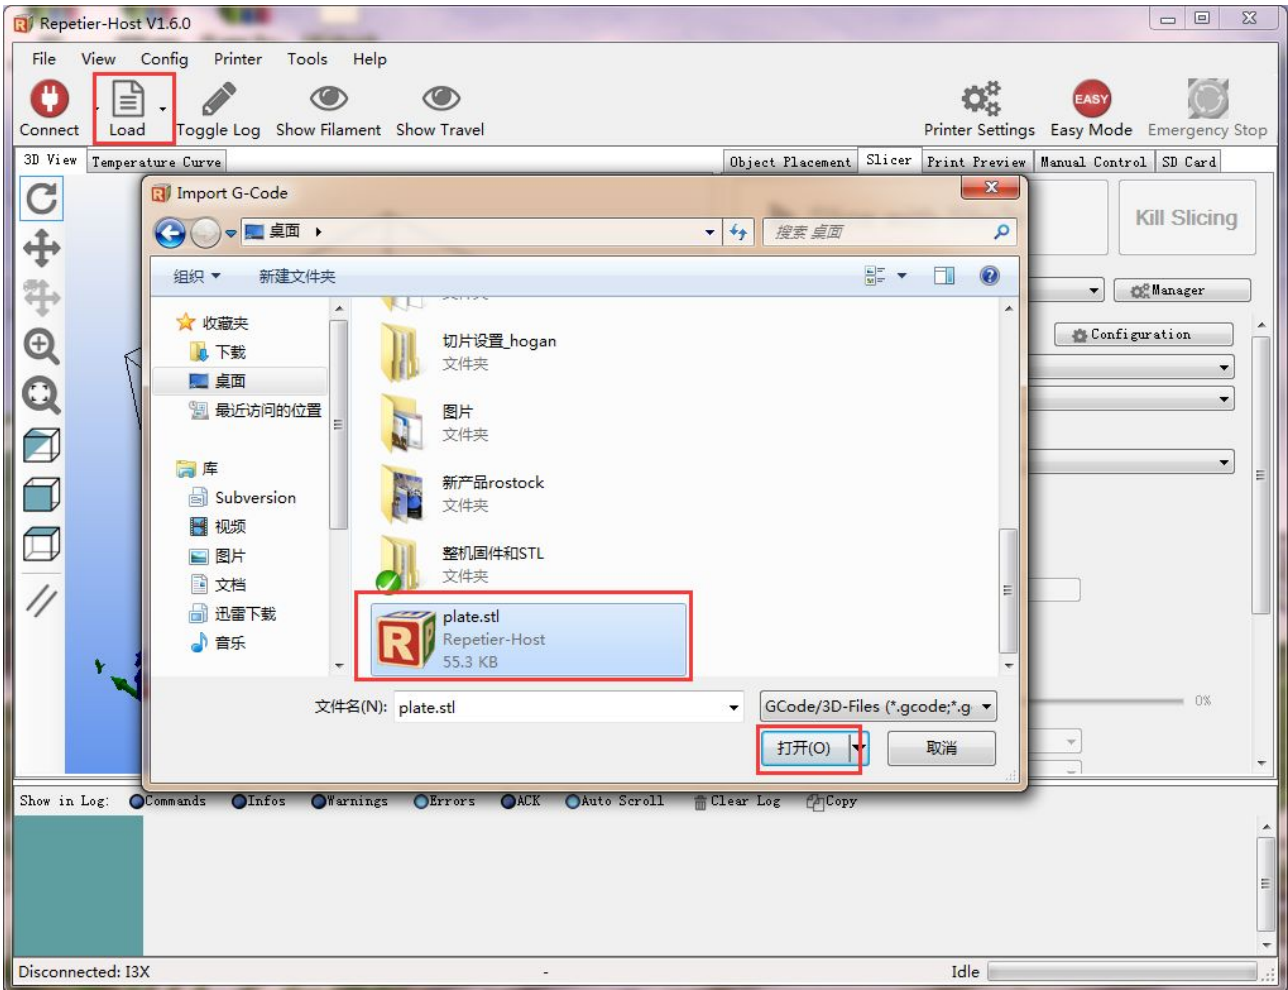 Repetier-Host V1.6.0
File View Config Printer Tools Help
Connect Load Toggle Log Show Filament Show Travel Printer Settings EASY Easy Mode Emergency Stop
3D View Temperature Curve Object Placement Slicer Print Preview Manual Control SD Card
Import G-Code
Kill Slicing
桌面
搜索 桌面
组织 新建文件夹
Manager
Configuration
收藏夹
下载
桌面
最近访问的位置
库
Subversion
视频
图片
文档
迅雷下载
音乐
切片设置_hogan
文件夹
图片
文件夹
新产品rostock
文件夹
整机固件和STL
文件夹
plate.stl
Repetier-Host
55.3 KB
文件名(N): plate.stl GCode/3D-Files (*.gcode;*.g
打开(O) 取消
0%
Show in Log: Commands Infos Warnings Errors ACK Auto Scroll Clear Log Copy
Disconnected: I3X - Idle